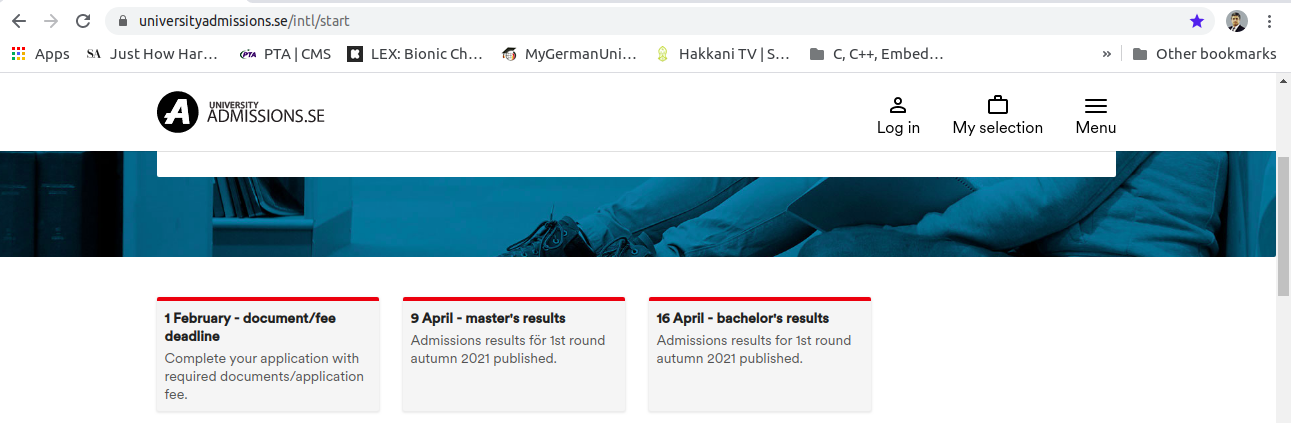 universityadmissions.se/intl/start
Apps SA Just How Har... PTA PTA | CMS K LEX: Bionic Ch... MyGermanUni... Hakkani TV | S... C, C++, Embed... » Other bookmarks
A UNIVERSITY
ADMISSIONS.SE
Log in My selection Menu
1 February - document/fee
deadline
Complete your application with
required documents/application
fee.
9 April - master's results
Admissions results för 1st round
autumn 2021 published.
16 April - bachelor's results
Admissions results for 1st round
autumn 2021 published.